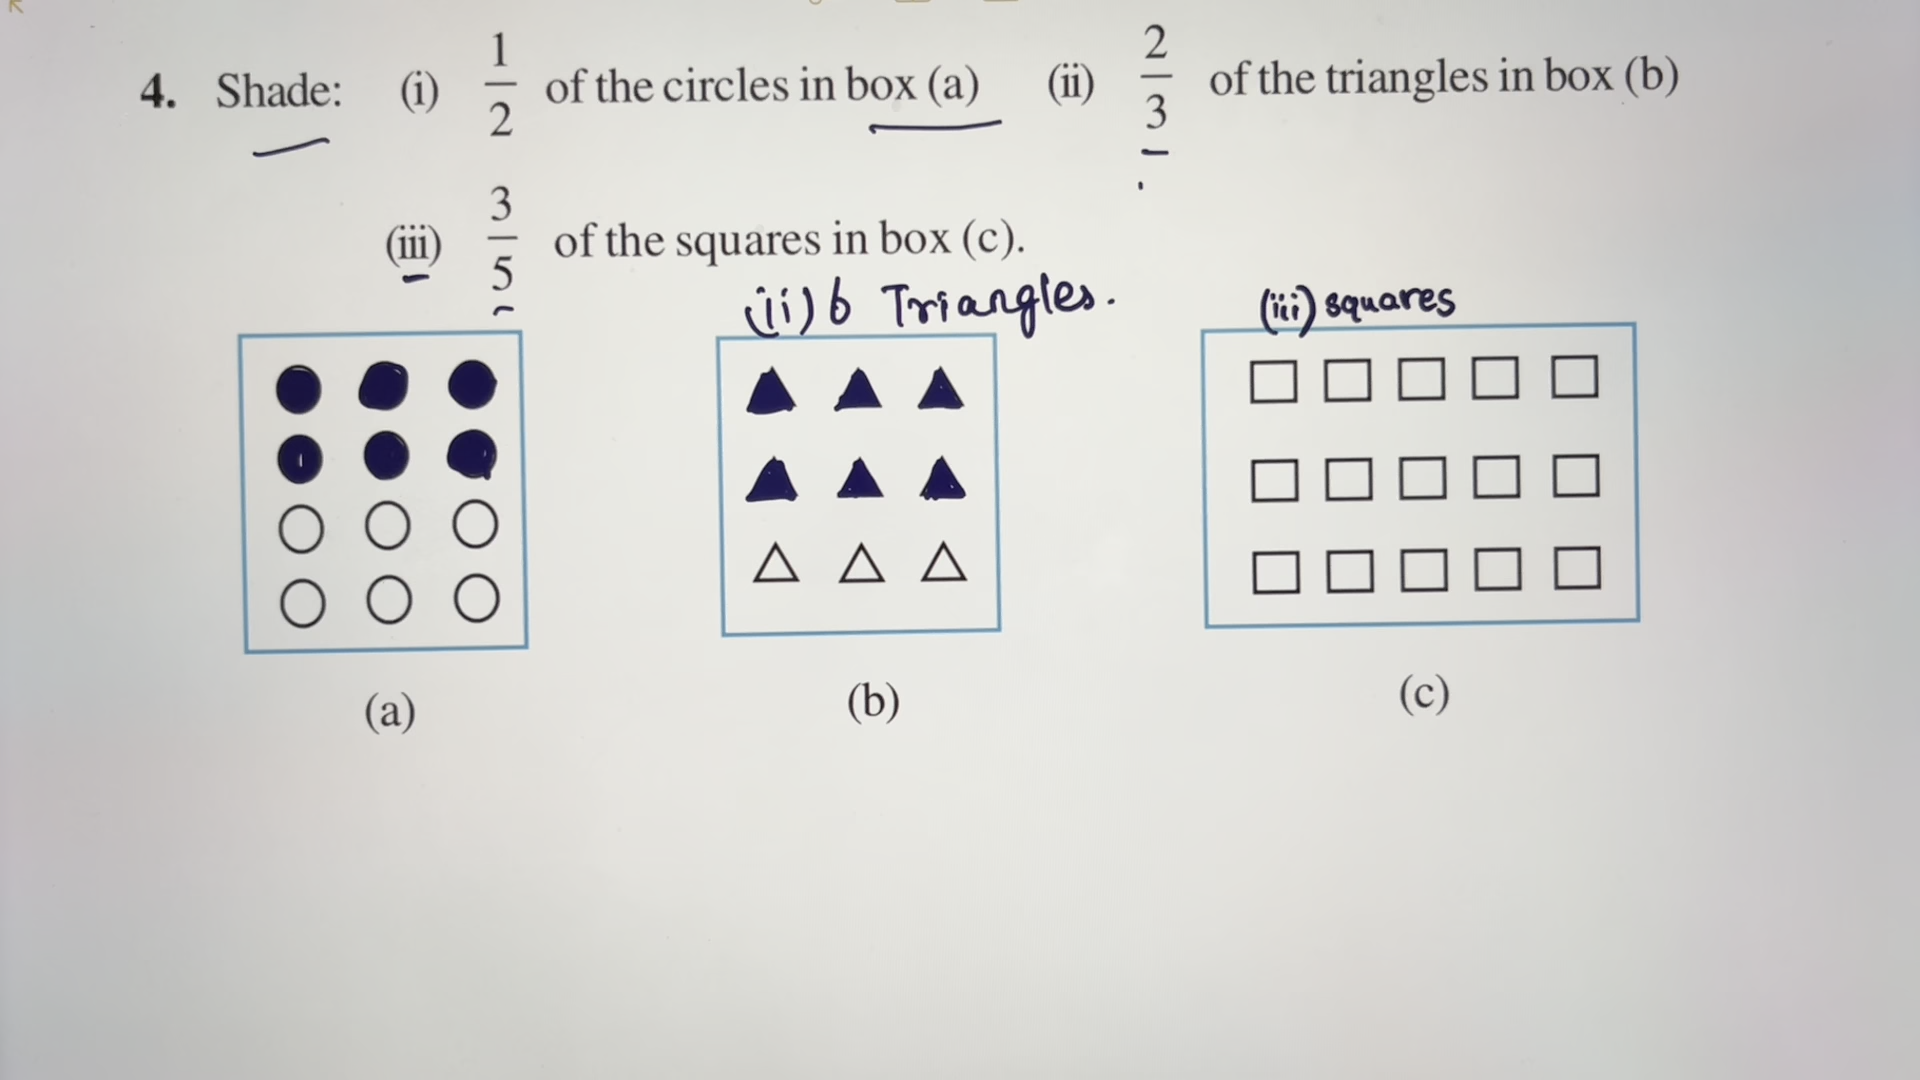 4. Shade: (i) 1/2 of the circles in box (a) (ii) 2/3 of the triangles in box (b)
(iii) 3/5 of the squares in box (c).
(ii) 6 Triangles. (iii) squares
(a) (b) (c)